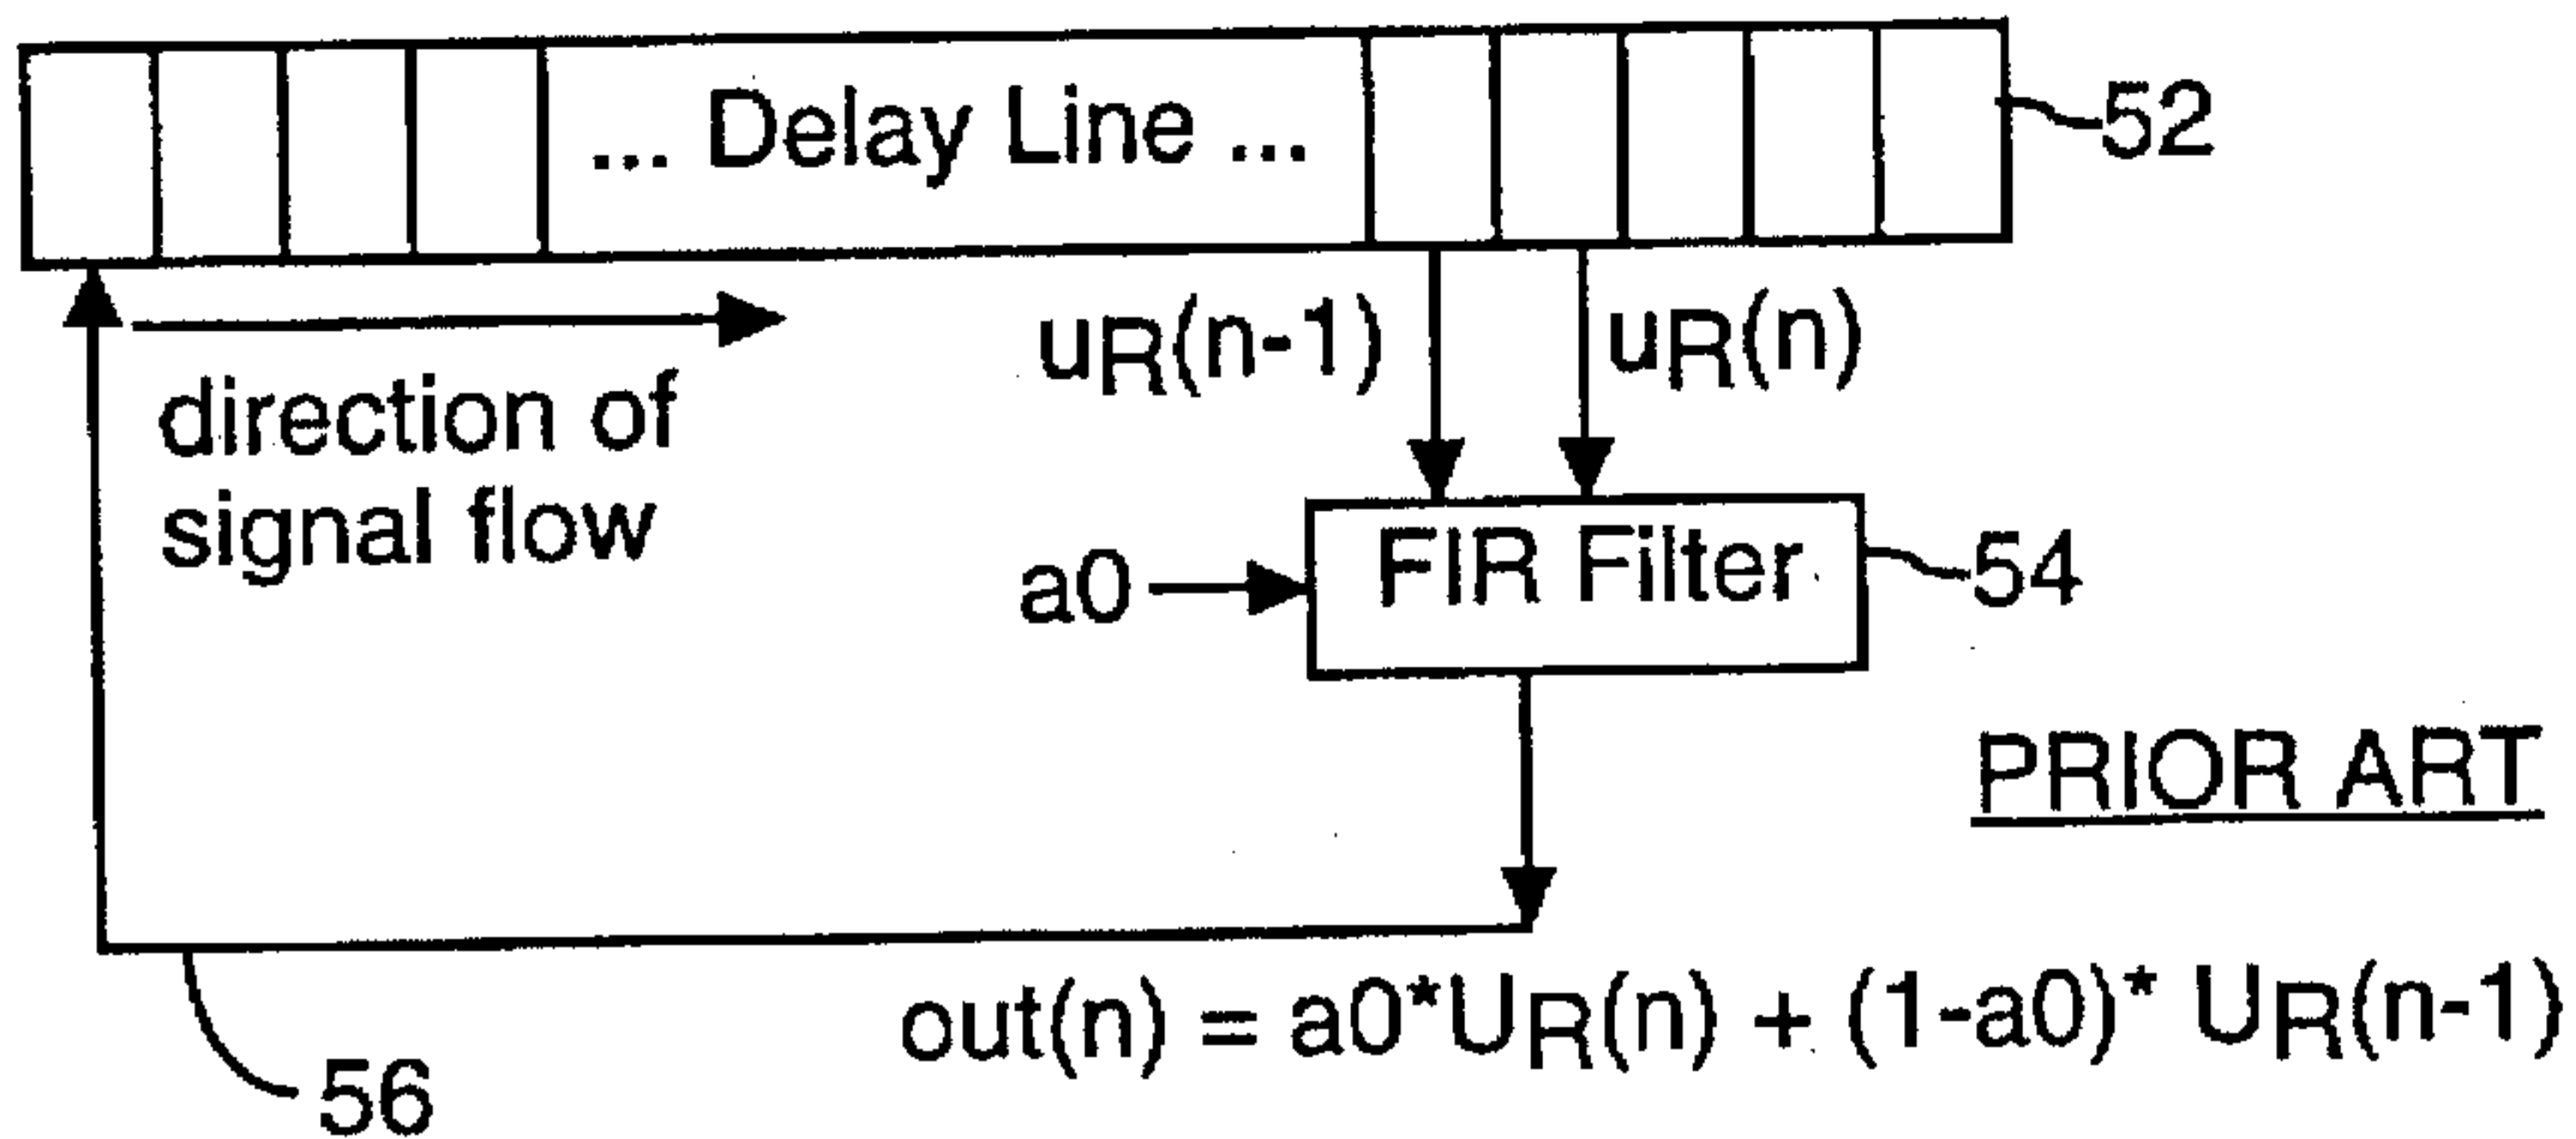 ... Delay Line ...
52
uR(n-1)
uR(n)
direction of
signal flow
a0
FIR Filter
54
PRIOR ART
out(n) = a0*UR(n) + (1-a0)* UR(n-1)
56